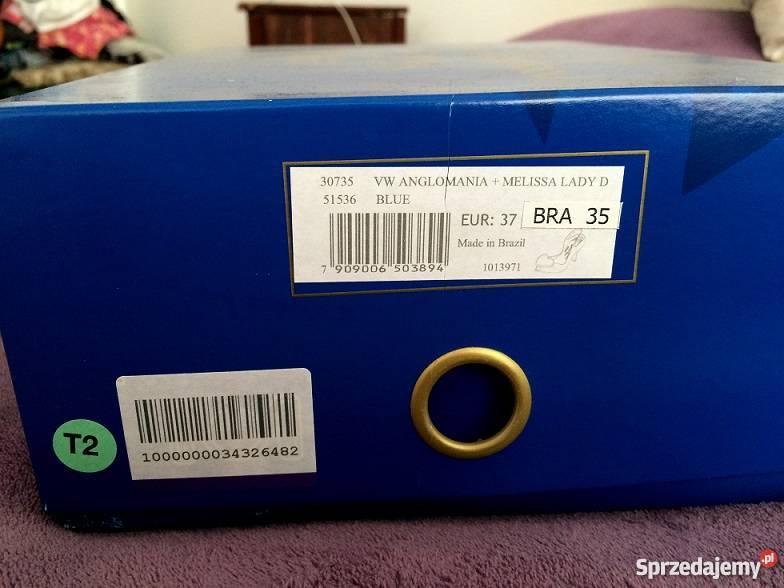 30735 VW ANGLOMANIA + MELISSA LADY D
51536 BLUE
EUR: 37 BRA 35
Made in Brazil
7 909006 503894 1013971
T2
1000000034326482
Sprzedajemy.pl